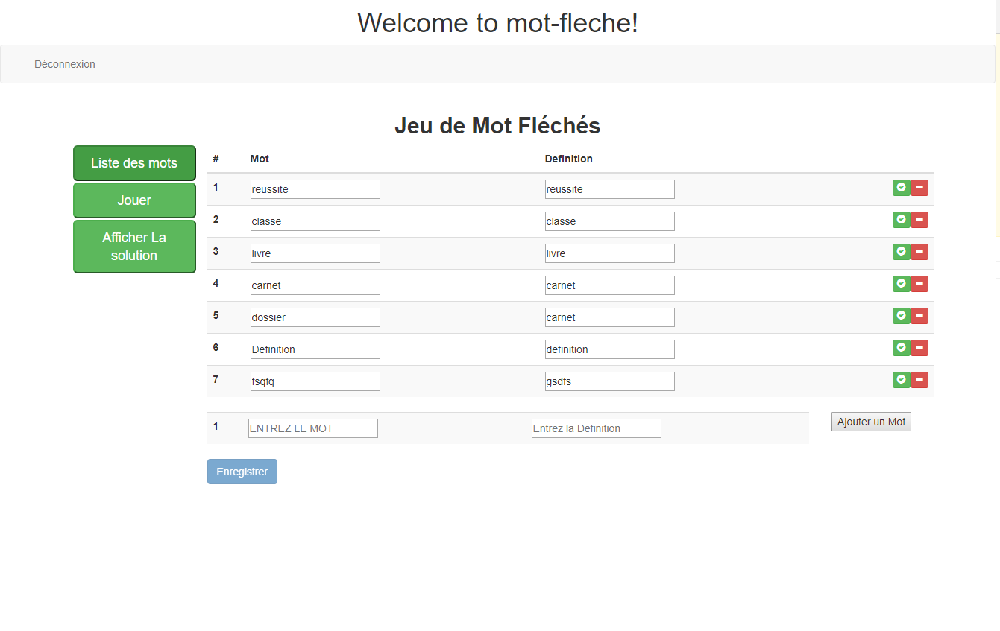 Welcome to mot-fleche!
Déconnexion
Jeu de Mot Fléchés
Liste des mots
Jouer
Afficher La
solution
# Mot Definition
1 reussite reussite
2 classe classe
3 livre livre
4 carnet carnet
5 dossier carnet
6 Definition definition
7 fsqfq gsdfs
1 ENTREZ LE MOT Entrez la Definition Ajouter un Mot
Enregistrer